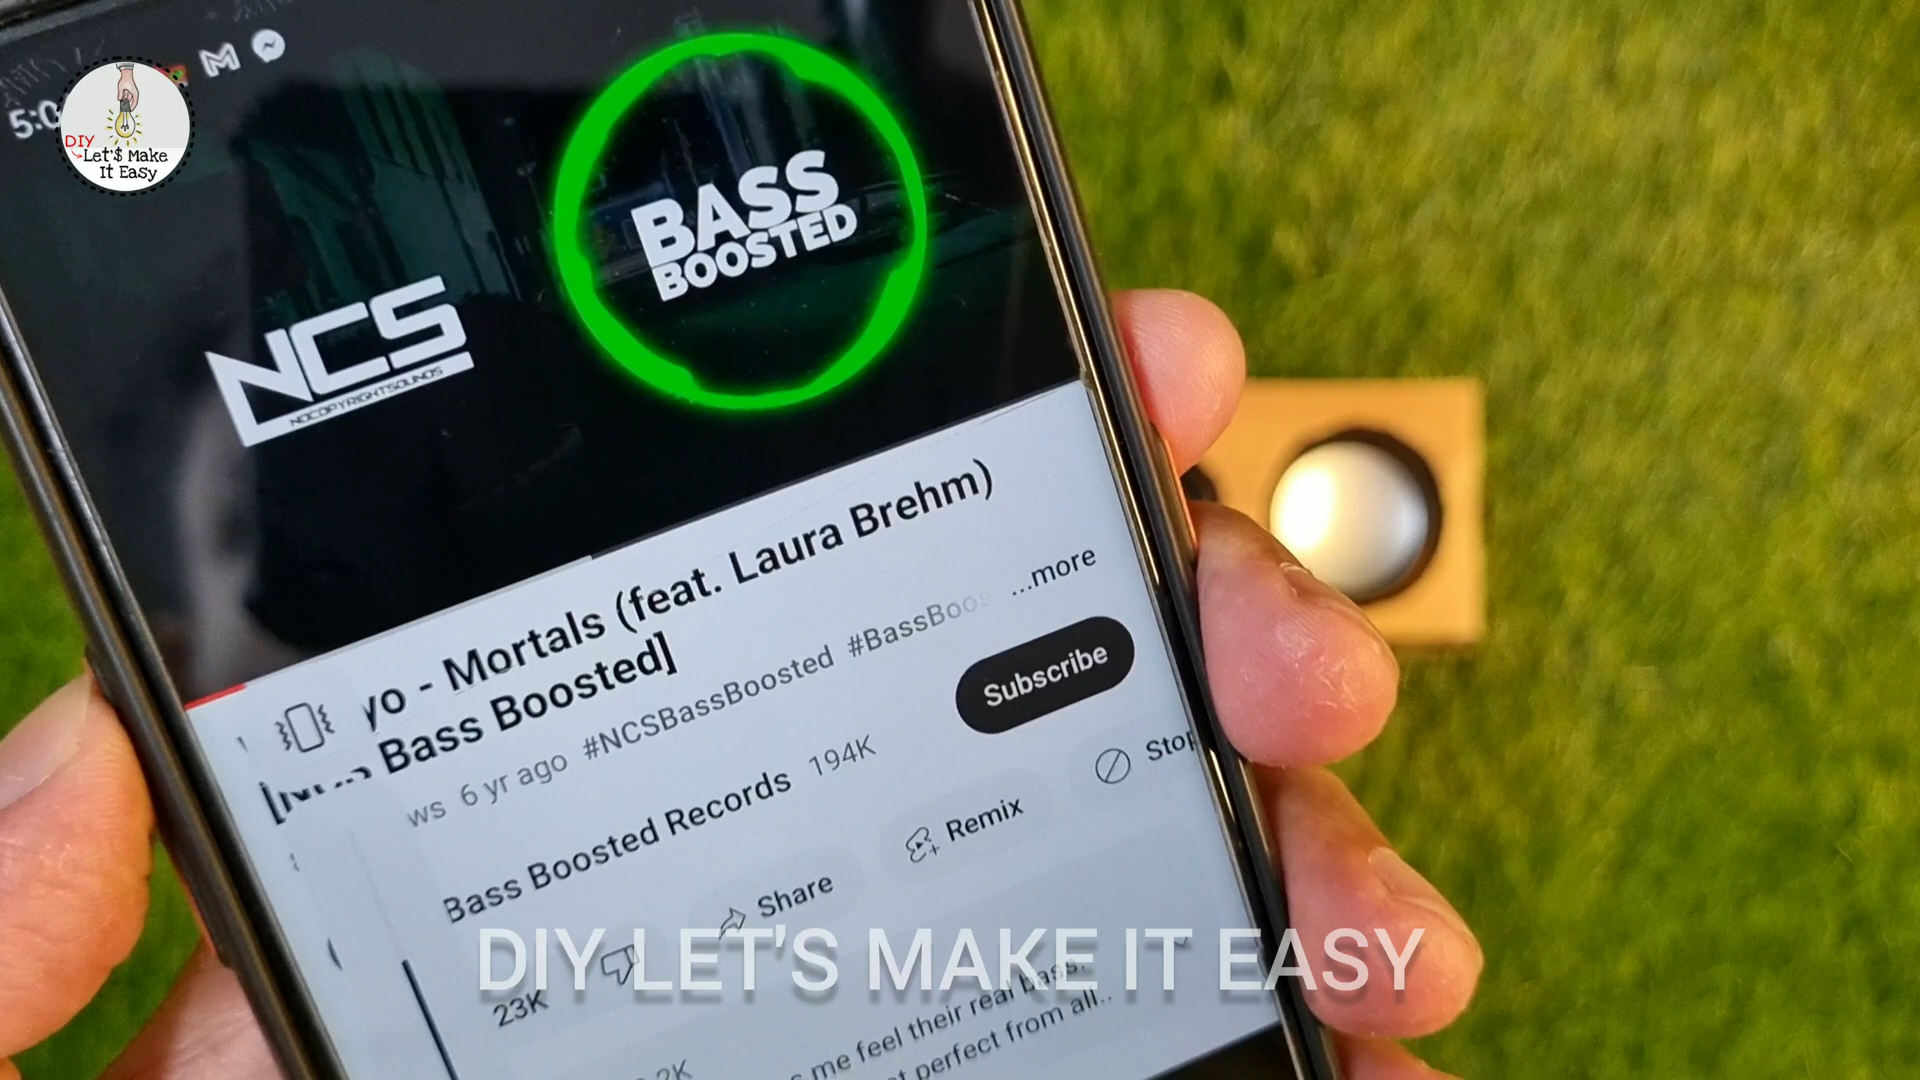 5:0
DIY
Let'$ Make
It Easy
BASS
BOOSTED
NCS
NOCOPYRIGHTSOUNDS
yo - Mortals (feat. Laura Brehm)
Bass Boosted]
ws 6 yr ago #NCSBassBoosted #BassBoos ...more
Subscribe
Bass Boosted Records 194K
23K
Share
Remix
Stop
DIY LET'S MAKE IT EASY
me feel their real bass.
perfect from all..